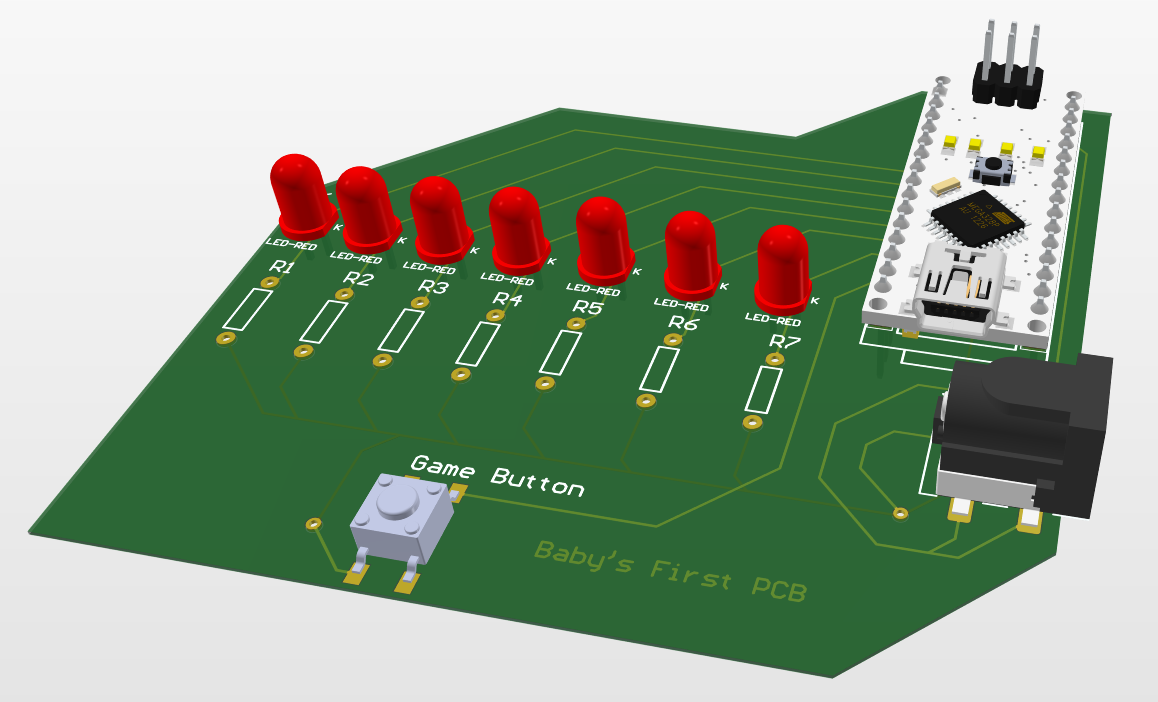 K
K
K
K
K
K
K
LED-RED
LED-RED
LED-RED
LED-RED
LED-RED
LED-RED
LED-RED
R1
R2
R3
R4
R5
R6
R7
Game Button
Baby's First PCB